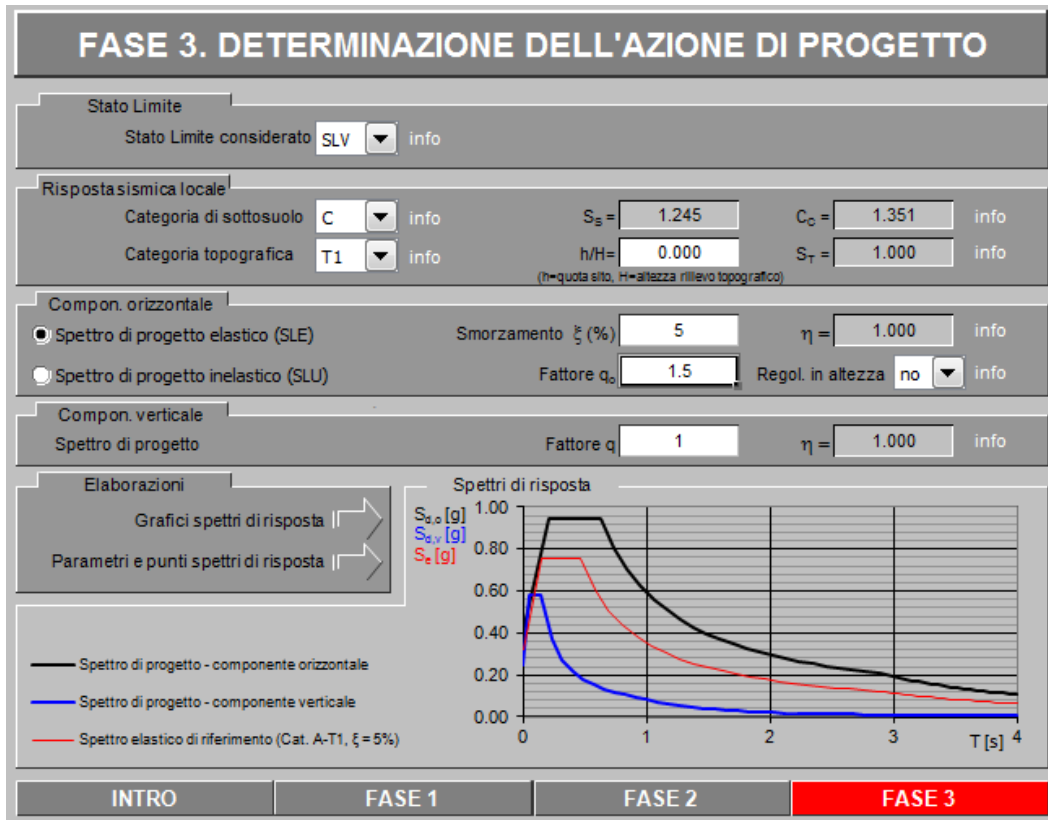 FASE 3. DETERMINAZIONE DELL'AZIONE DI PROGETTO
Stato Limite
Stato Limite considerato SLV info
Risposta sismica locale
Categoria di sottosuolo C info S_S = 1.245 C_C = 1.351 info
Categoria topografica T1 info h/H= 0.000 S_T = 1.000 info
(h=quota sito, H=altezza rilievo topografico)
Compon. orizzontale
Spettro di progetto elastico (SLE) Smorzamento ξ (%) 5 η = 1.000 info
Spettro di progetto inelastico (SLU) Fattore q_o 1.5 Regol. in altezza no info
Compon. verticale
Spettro di progetto Fattore q 1 η = 1.000 info
Elaborazioni
Grafici spettri di risposta
Parametri e punti spettri di risposta
Spettri di risposta
S_d,o [g]
S_d,v [g]
S_e [g]
1.00
0.80
0.60
0.40
0.20
0.00
0 1 2 3 4
T [s]
Spettro di progetto - componente orizzontale
Spettro di progetto - componente verticale
Spettro elastico di riferimento (Cat. A-T1, ξ = 5%)
INTRO FASE 1 FASE 2 FASE 3